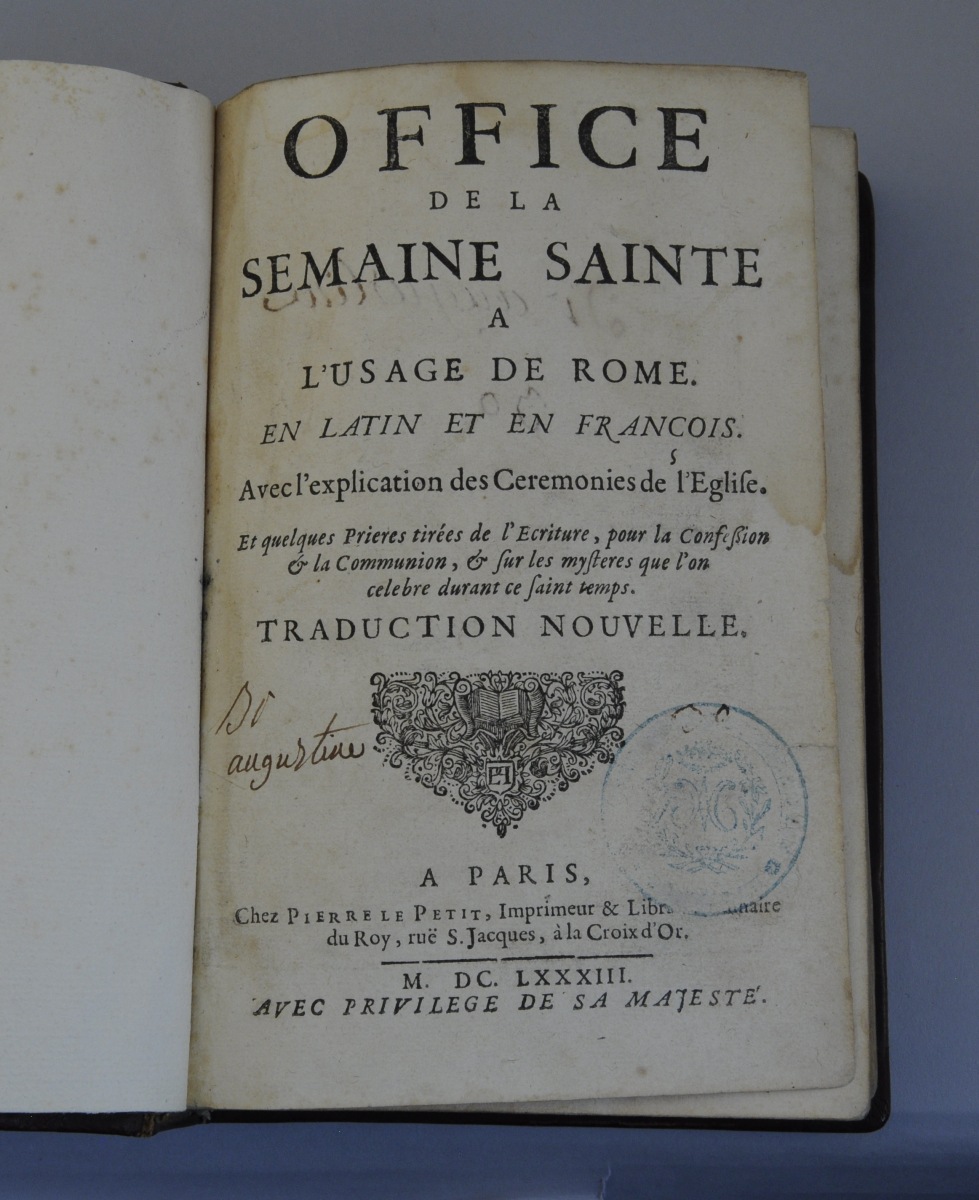 OFFICE
DE LA
SEMAINE SAINTE
A
L'USAGE DE ROME.
EN LATIN ET EN FRANCOIS.
Avec l'explication des Ceremonies de l'Egliſe.
Et quelques Prieres tirées de l'Ecriture, pour la Confeſſion
& la Communion, & ſur les myſteres que l'on
celebre durant ce ſaint temps.
TRADUCTION NOUVELLE.
augustine
A PARIS,
Chez PIERRE LE PETIT, Imprimeur &
du Roy, ruë S. Jacques, à la Croix d'Or.
M. DC. LXXXIII.
AVEC PRIVILEGE DE SA MAJESTÉ.